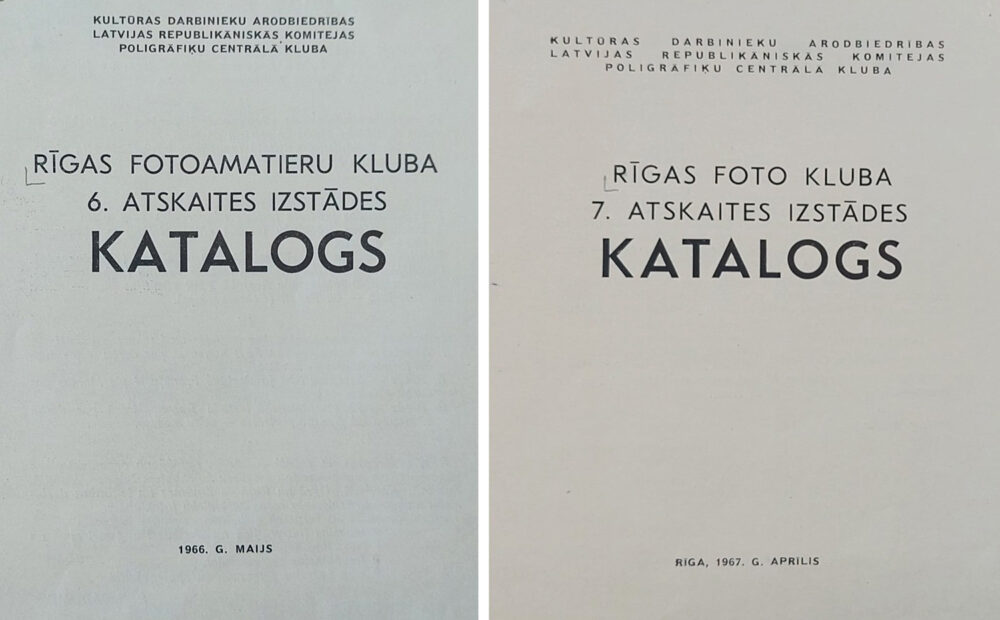 KULTŪRAS DARBINIEKU ARODBIEDRĪBAS
LATVIJAS REPUBLIKĀNISKĀS KOMITEJAS
POLIGRĀFIĶU CENTRĀLĀ KLUBA
RĪGAS FOTOAMATIERU KLUBA
6. ATSKAITES IZSTĀDES
KATALOGS
1966. G. MAIJS
KULTŪRAS DARBINIEKU ARODBIEDRĪBAS
LATVIJAS REPUBLIKĀNISKĀS KOMITEJAS
POLIGRĀFIĶU CENTRĀLĀ KLUBA
RĪGAS FOTO KLUBA
7. ATSKAITES IZSTĀDES
KATALOGS
RĪGA, 1967. G. APRĪLIS